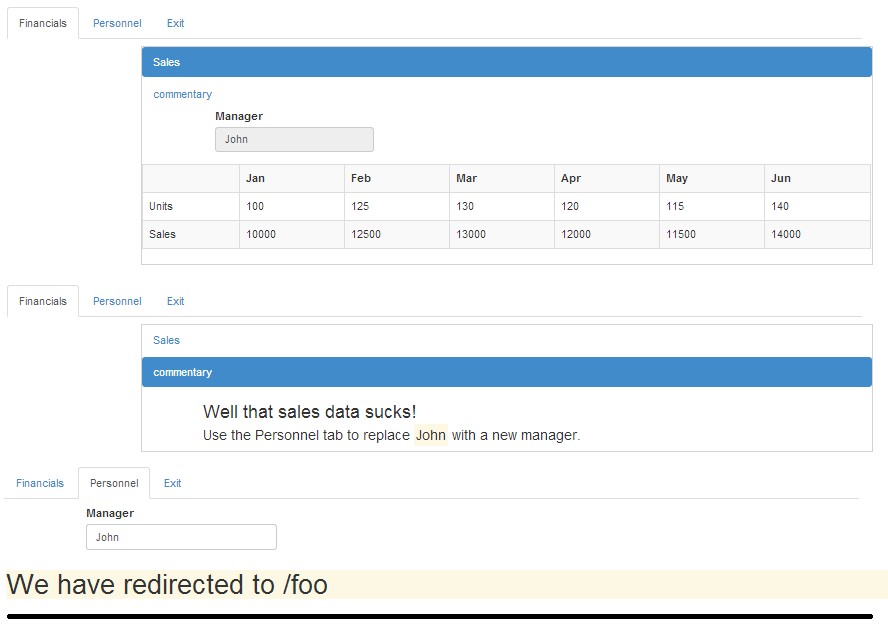 Financials Personnel Exit
Sales
commentary
Manager
John
Jan Feb Mar Apr May Jun
Units 100 125 130 120 115 140
Sales 10000 12500 13000 12000 11500 14000
Financials Personnel Exit
Sales
commentary
Well that sales data sucks!
Use the Personnel tab to replace John with a new manager.
Financials Personnel Exit
Manager
John
We have redirected to /foo